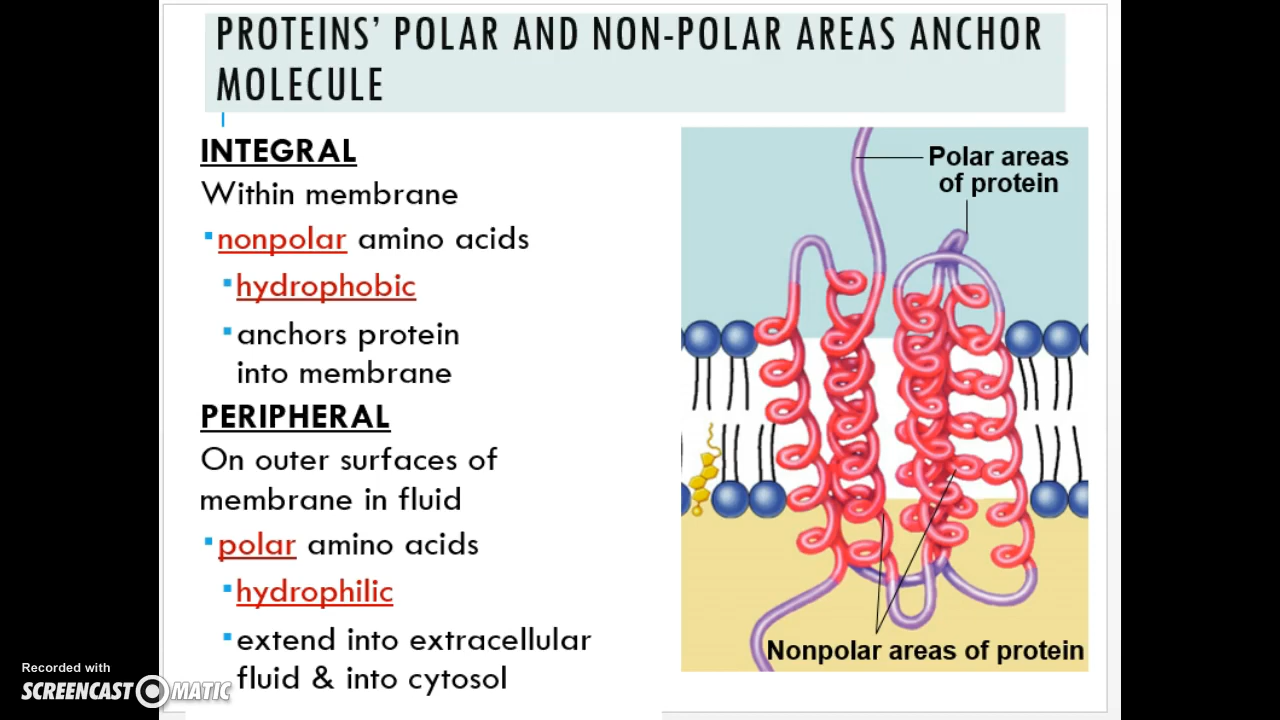 PROTEINS’ POLAR AND NON-POLAR AREAS ANCHOR
MOLECULE
INTEGRAL
Within membrane
▪nonpolar amino acids
▪hydrophobic
▪anchors protein
into membrane
PERIPHERAL
On outer surfaces of
membrane in fluid
▪polar amino acids
▪hydrophilic
▪extend into extracellular
fluid & into cytosol
Polar areas
of protein
Nonpolar areas of protein
Recorded with
SCREENCAST MATIC